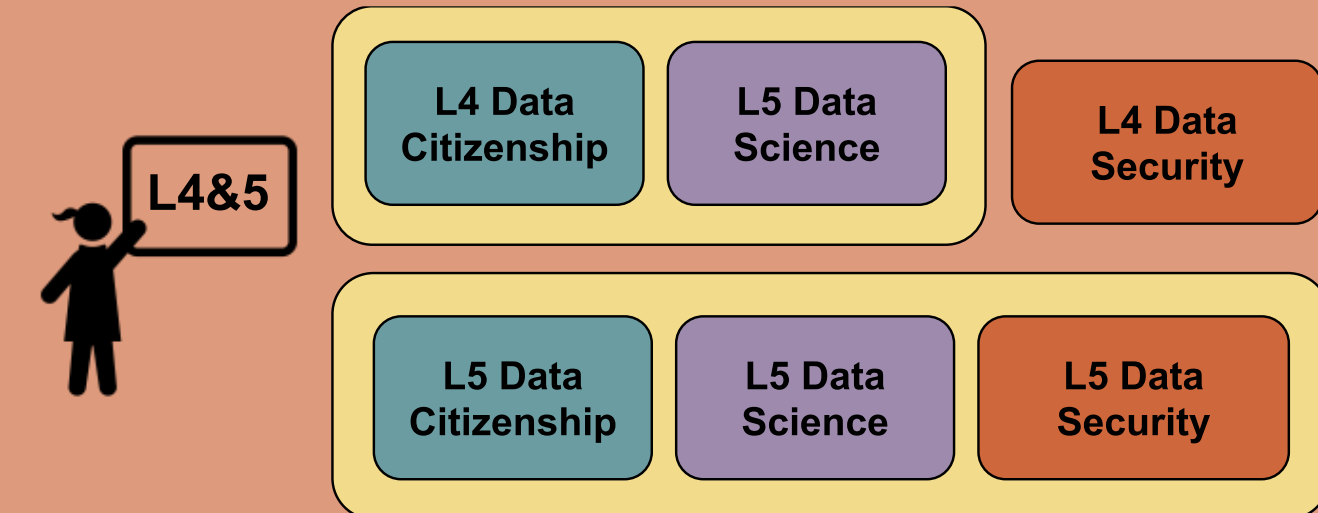 L4&5
L4 Data
Citizenship
L5 Data
Science
L4 Data
Security
L5 Data
Citizenship
L5 Data
Science
L5 Data
Security